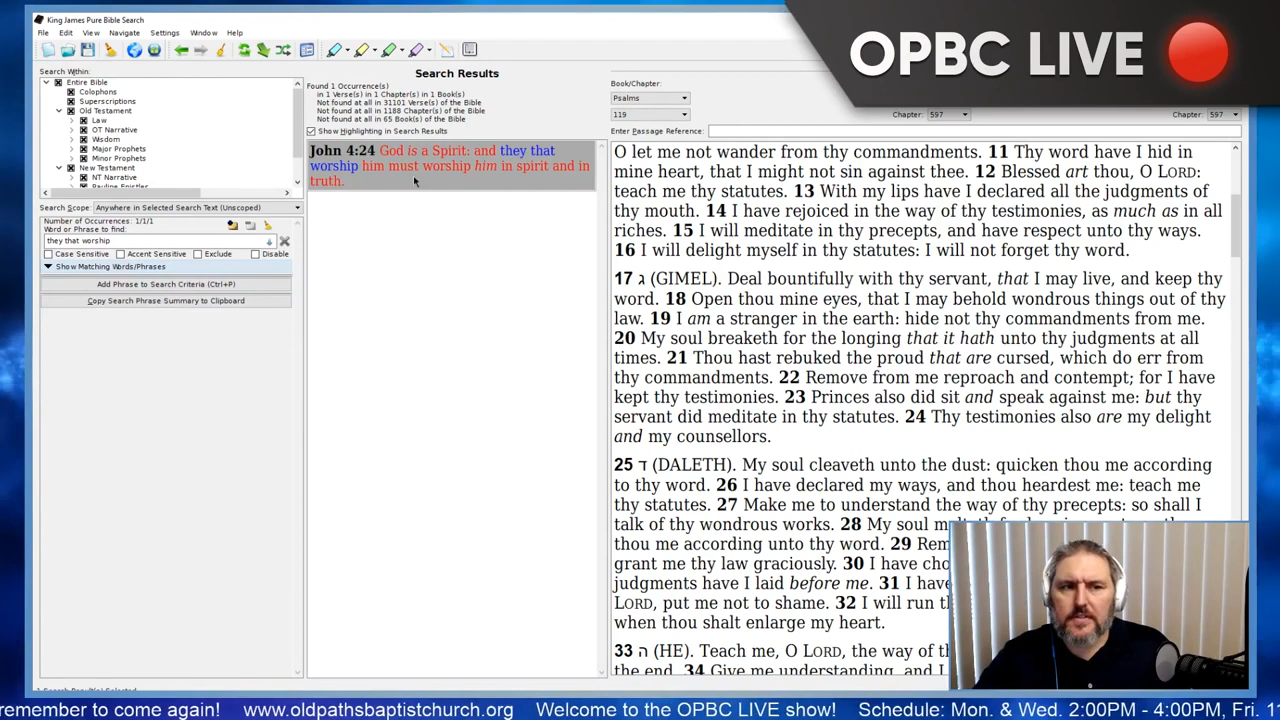 King James Pure Bible Search
File Edit View Navigate Settings Window Help
OPBC LIVE
Search Within:
Entire Bible
Colophons
Superscriptions
Old Testament
Law
OT Narrative
Wisdom
Major Prophets
Minor Prophets
New Testament
NT Narrative
Pauline Epistles
Search Scope: Anywhere in Selected Search Text (Unscoped)
Number of Occurrences: 1/1/1
Word or Phrase to find:
they that worship
Case Sensitive Accent Sensitive Exclude Disable
Show Matching Words/Phrases
Add Phrase to Search Criteria (Ctrl+P)
Copy Search Phrase Summary to Clipboard
Search Results
Found 1 Occurrence(s)
in 1 Verse(s) in 1 Chapter(s) in 1 Book(s)
Not found at all in 31101 Verse(s) of the Bible
Not found at all in 1188 Chapter(s) of the Bible
Not found at all in 65 Book(s) of the Bible
Show Highlighting in Search Results
John 4:24 God is a Spirit: and they that
worship him must worship him in spirit and in
truth.
Book/Chapter:
Psalms
119 Chapter: 597 Chapter: 597
Enter Passage Reference:
O let me not wander from thy commandments. 11 Thy word have I hid in
mine heart, that I might not sin against thee. 12 Blessed art thou, O LORD:
teach me thy statutes. 13 With my lips have I declared all the judgments of
thy mouth. 14 I have rejoiced in the way of thy testimonies, as much as in all
riches. 15 I will meditate in thy precepts, and have respect unto thy ways.
16 I will delight myself in thy statutes: I will not forget thy word.
17 ג (GIMEL). Deal bountifully with thy servant, that I may live, and keep thy
word. 18 Open thou mine eyes, that I may behold wondrous things out of thy
law. 19 I am a stranger in the earth: hide not thy commandments from me.
20 My soul breaketh for the longing that it hath unto thy judgments at all
times. 21 Thou hast rebuked the proud that are cursed, which do err from
thy commandments. 22 Remove from me reproach and contempt; for I have
kept thy testimonies. 23 Princes also did sit and speak against me: but thy
servant did meditate in thy statutes. 24 Thy testimonies also are my delight
and my counsellors.
25 ד (DALETH). My soul cleaveth unto the dust: quicken thou me according
to thy word. 26 I have declared my ways, and thou heardest me: teach me
thy statutes. 27 Make me to understand the way of thy precepts: so shall I
talk of thy wondrous works. 28 My soul
thou me according unto thy word. 29 Rem
grant me thy law graciously. 30 I have cho
judgments have I laid before me. 31 I have
LORD, put me not to shame. 32 I will run th
when thou shalt enlarge my heart.
33 ה (HE). Teach me, O LORD, the way of th
the end. 34 Give me understanding, and I
remember to come again! www.oldpathsbaptistchurch.org Welcome to the OPBC LIVE show! Schedule: Mon. & Wed. 2:00PM - 4:00PM, Fri. 1